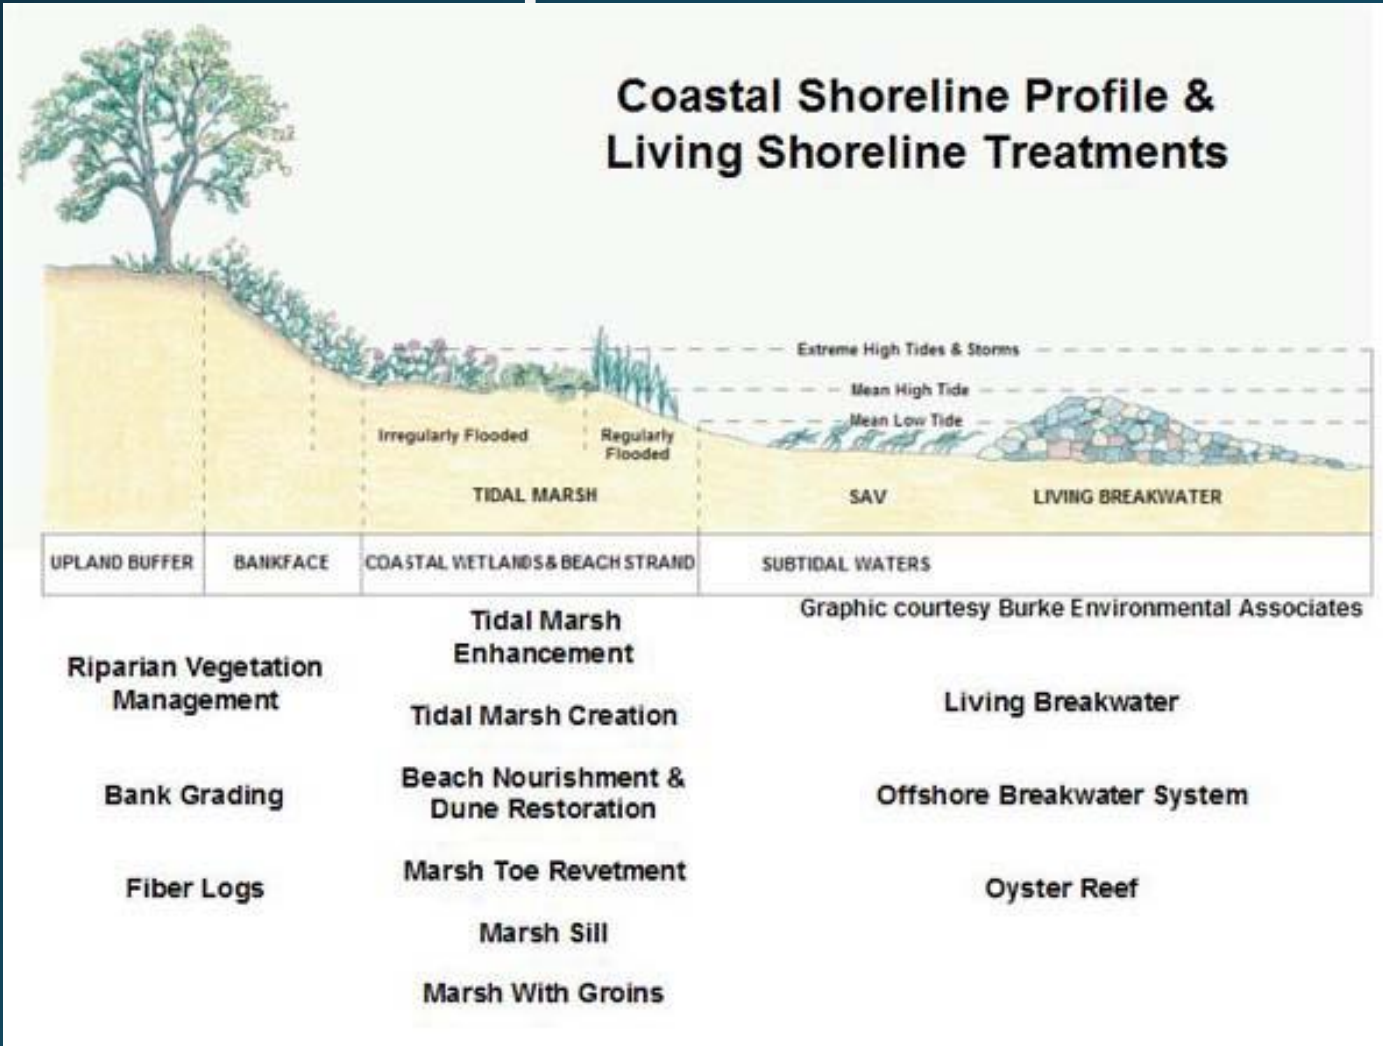 Coastal Shoreline Profile &
Living Shoreline Treatments
Extreme High Tides & Storms
Mean High Tide
Mean Low Tide
Irregularly Flooded
Regularly
Flooded
TIDAL MARSH
SAV
LIVING BREAKWATER
UPLAND BUFFER
BANKFACE
COASTAL WETLANDS & BEACH STRAND
SUBTIDAL WATERS
Graphic courtesy Burke Environmental Associates
Riparian Vegetation
Management
Bank Grading
Fiber Logs
Tidal Marsh
Enhancement
Tidal Marsh Creation
Beach Nourishment &
Dune Restoration
Marsh Toe Revetment
Marsh Sill
Marsh With Groins
Living Breakwater
Offshore Breakwater System
Oyster Reef